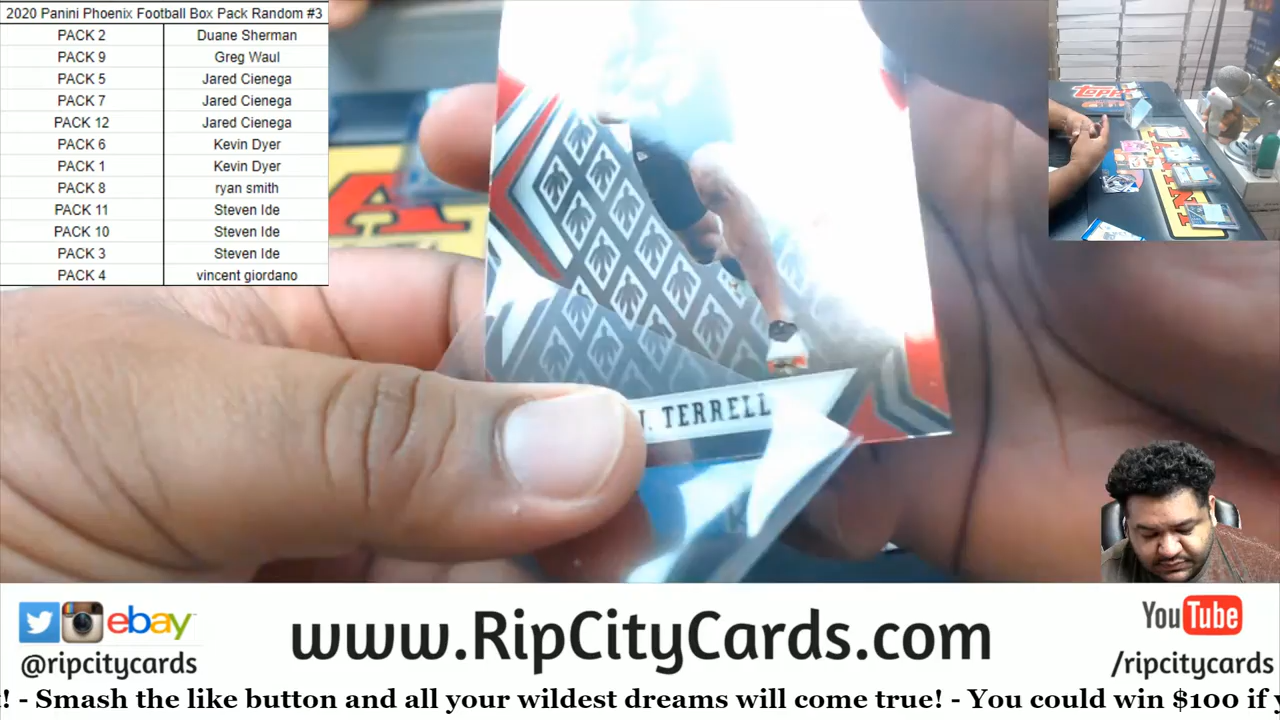 2020 Panini Phoenix Football Box Pack Random #3
PACK 2 Duane Sherman
PACK 9 Greg Waul
PACK 5 Jared Cienega
PACK 7 Jared Cienega
PACK 12 Jared Cienega
PACK 6 Kevin Dyer
PACK 1 Kevin Dyer
PACK 8 ryan smith
PACK 11 Steven Ide
PACK 10 Steven Ide
PACK 3 Steven Ide
PACK 4 vincent giordano
TOPPS
J. TERRELL
ebay
@ripcitycards
www.RipCityCards.com
YouTube
/ripcitycards
! - Smash the like button and all your wildest dreams will come true! - You could win $100 if